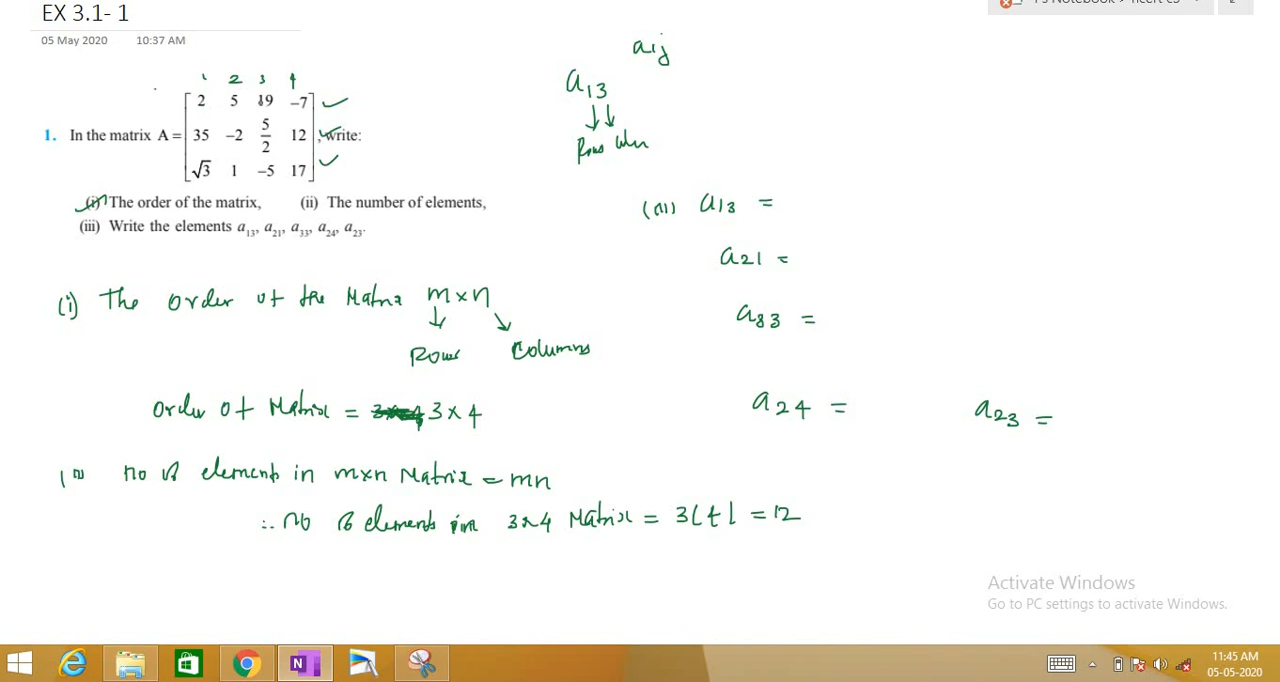 EX 3.1- 1
05 May 2020 10:37 AM
aij
a13
Rows
1 2 3 4
2 5 19 −7
1. In the matrix A = 35 −2 5/2 12 , write:
√3 1 −5 17
(i) The order of the matrix, (ii) The number of elements,
(iii) Write the elements a13, a21, a33, a24, a23.
(i) The order of the Matrix m×n
Rows Columns
order of Matrix = 3×4
(ii no of elements in m×n Matrix = mn
∴ no of elements in 3×4 Matrix = 3(4) = 12
(iii) a13 =
a21 =
a33 =
a24 = a23 =
Activate Windows
Go to PC settings to activate Windows.
11:45 AM
05-05-2020